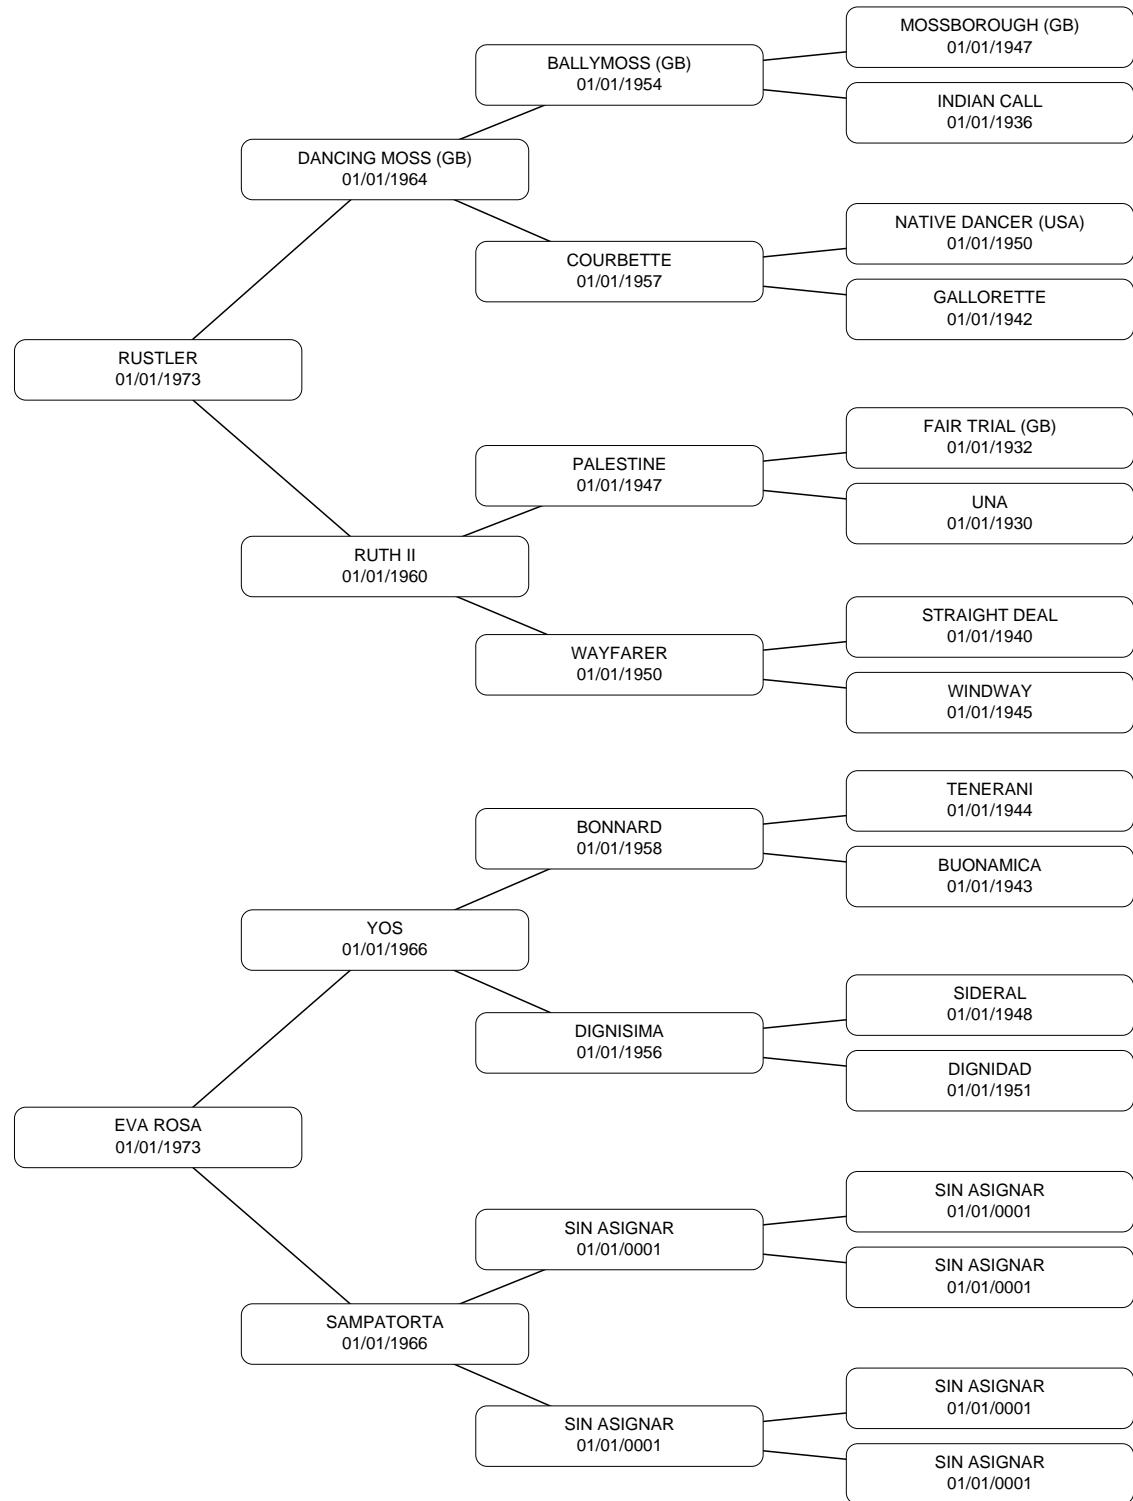 MOSSBOROUGH (GB)
01/01/1947
BALLYMOSS (GB)
01/01/1954
INDIAN CALL
01/01/1936
DANCING MOSS (GB)
01/01/1964
NATIVE DANCER (USA)
01/01/1950
COURBETTE
01/01/1957
GALLORETTE
01/01/1942
RUSTLER
01/01/1973
FAIR TRIAL (GB)
01/01/1932
PALESTINE
01/01/1947
UNA
01/01/1930
RUTH II
01/01/1960
STRAIGHT DEAL
01/01/1940
WAYFARER
01/01/1950
WINDWAY
01/01/1945
TENERANI
01/01/1944
BONNARD
01/01/1958
BUONAMICA
01/01/1943
YOS
01/01/1966
SIDERAL
01/01/1948
DIGNISIMA
01/01/1956
DIGNIDAD
01/01/1951
EVA ROSA
01/01/1973
SIN ASIGNAR
01/01/0001
SIN ASIGNAR
01/01/0001
SIN ASIGNAR
01/01/0001
SAMPATORTA
01/01/1966
SIN ASIGNAR
01/01/0001
SIN ASIGNAR
01/01/0001
SIN ASIGNAR
01/01/0001